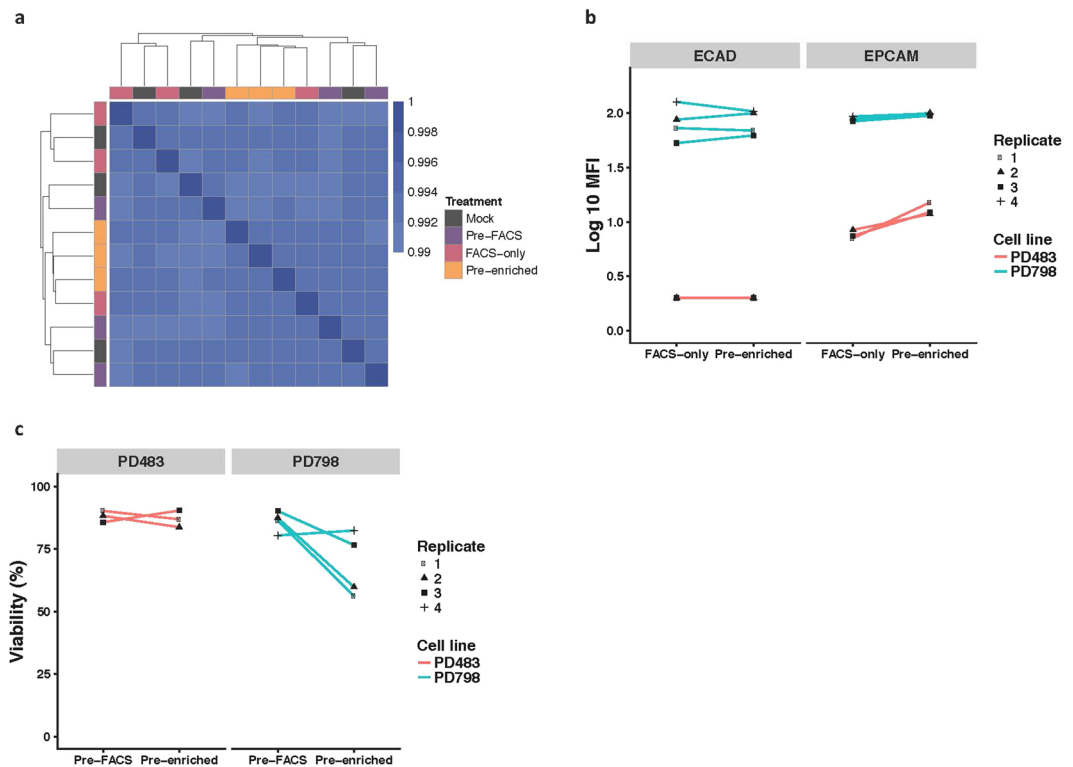 a
1
0.998
0.996
0.994
0.992
0.99
Treatment
Mock
Pre-FACS
FACS-only
Pre-enriched
b
ECAD
EPCAM
Log 10 MFI
2.0
1.5
1.0
0.5
0.0
FACS-only
Pre-enriched
FACS-only
Pre-enriched
Replicate
1
2
3
4
Cell line
PD483
PD798
c
PD483
PD798
Viability (%)
100
75
50
25
0
Pre-FACS
Pre-enriched
Pre-FACS
Pre-enriched
Replicate
1
2
3
4
Cell line
PD483
PD798